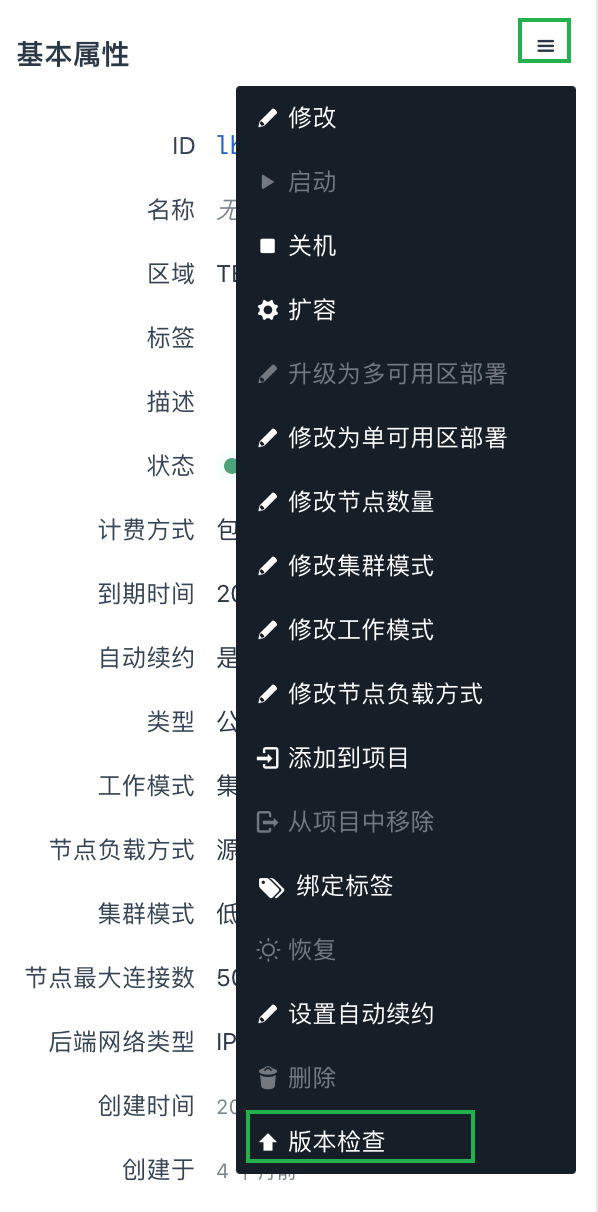 基本属性
修改
ID
启动
名称 无
关机
区域
扩容
标签
升级为多可用区部署
描述
修改为单可用区部署
状态
修改节点数量
计费方式 包
修改集群模式
到期时间 20
修改工作模式
自动续约 是
修改节点负载方式
类型 公
添加到项目
工作模式 集
从项目中移除
节点负载方式 源
绑定标签
集群模式 低
恢复
节点最大连接数 50
设置自动续约
后端网络类型 IP
删除
创建时间 20
版本检查
创建于